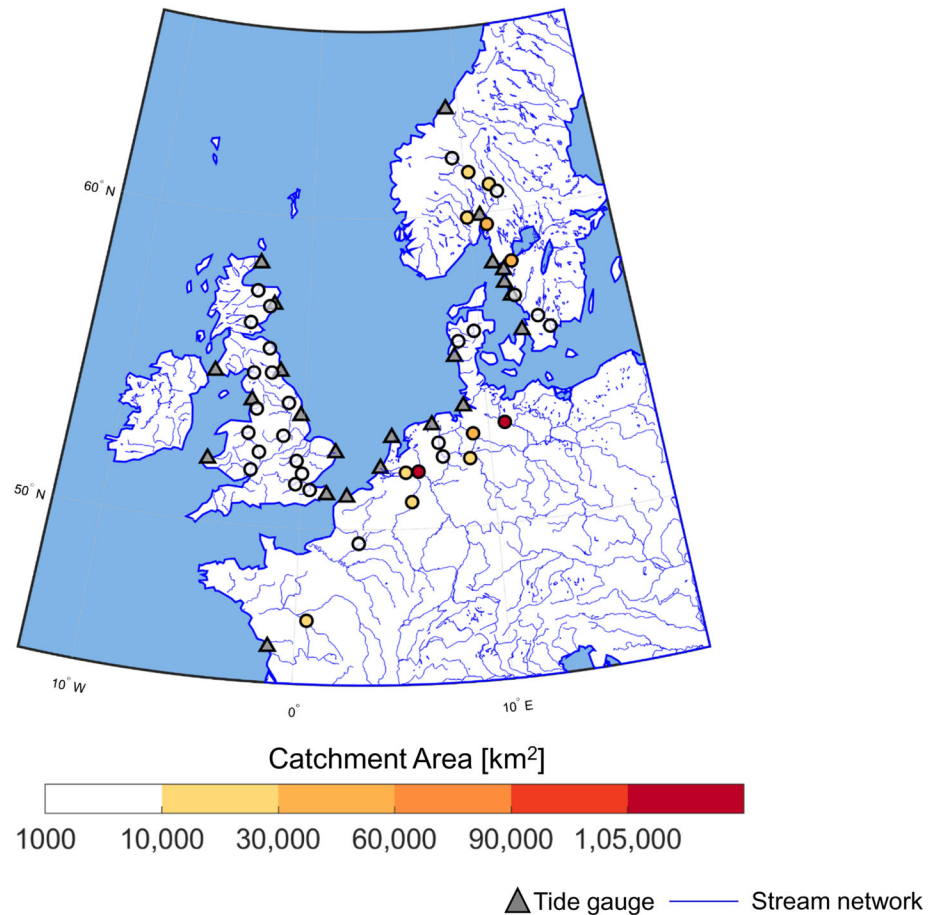 60° N
50° N
10° W
0°
10° E
Catchment Area [km²]
1000 10,000 30,000 60,000 90,000 1,05,000
Tide gauge Stream network